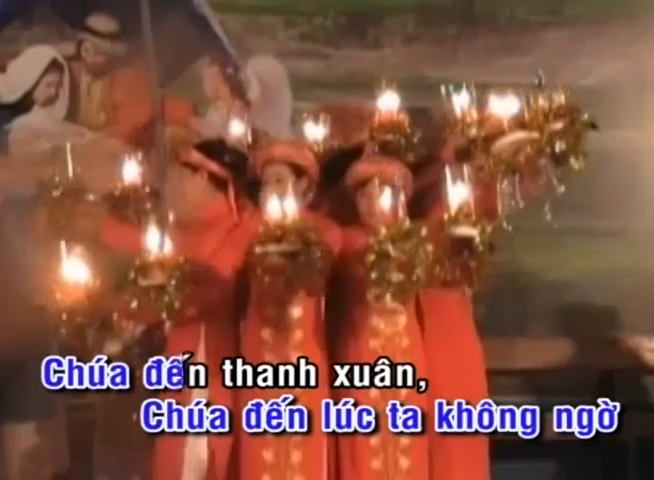 Chúa đến thanh xuân,
Chúa đến lúc ta không ngờ